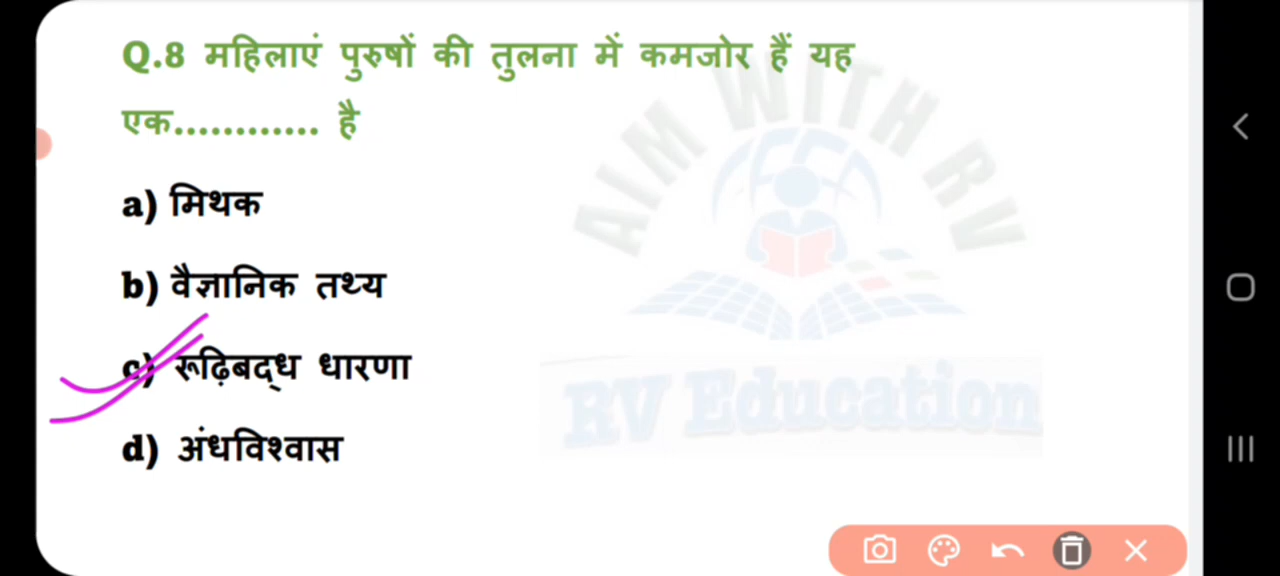 Q.8 महिलाएं पुरुषों की तुलना में कमजोर हैं यह
एक............ है
a) मिथक
b) वैज्ञानिक तथ्य
c) रूढ़िबद्ध धारणा
d) अंधविश्वास
AIM WITH RV
RV Education